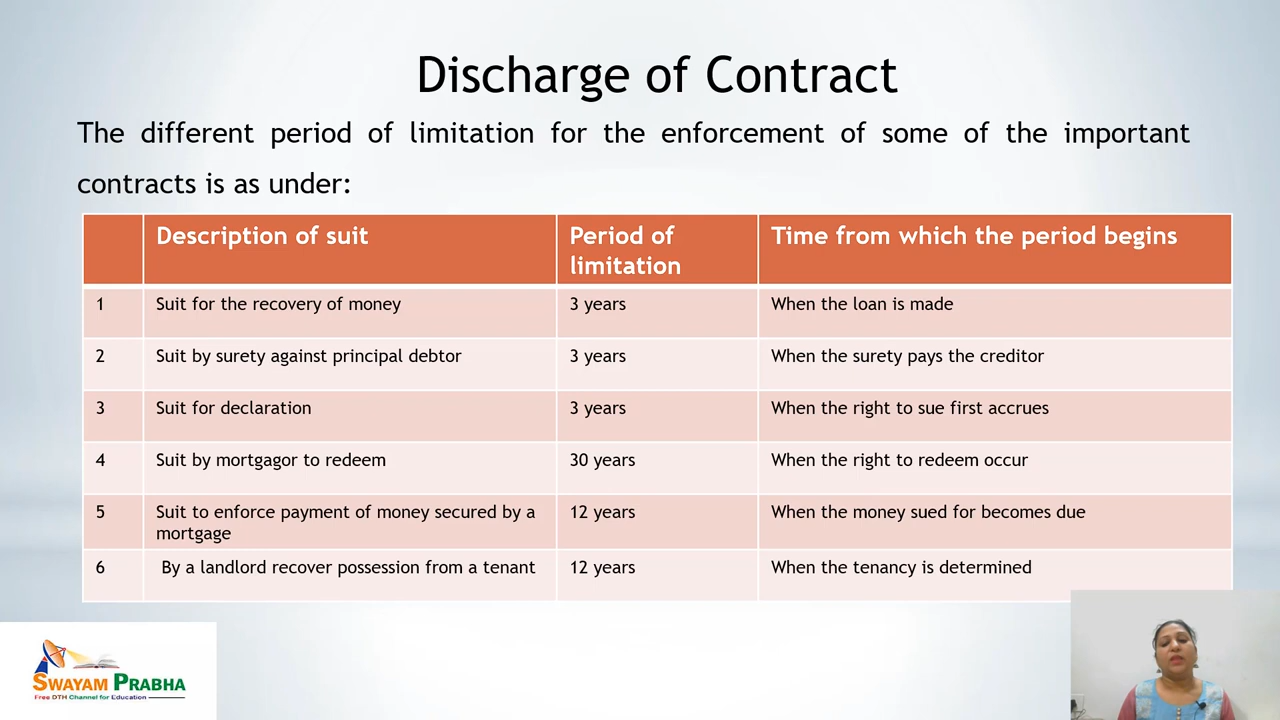 Discharge of Contract
The different period of limitation for the enforcement of some of the important
contracts is as under:
Description of suit
Period of
limitation
Time from which the period begins
1 Suit for the recovery of money 3 years When the loan is made
2 Suit by surety against principal debtor 3 years When the surety pays the creditor
3 Suit for declaration 3 years When the right to sue first accrues
4 Suit by mortgagor to redeem 30 years When the right to redeem occur
5 Suit to enforce payment of money secured by a 12 years When the money sued for becomes due
mortgage
6 By a landlord recover possession from a tenant 12 years When the tenancy is determined
SWAYAM PRABHA
Free DTH Channel for Education